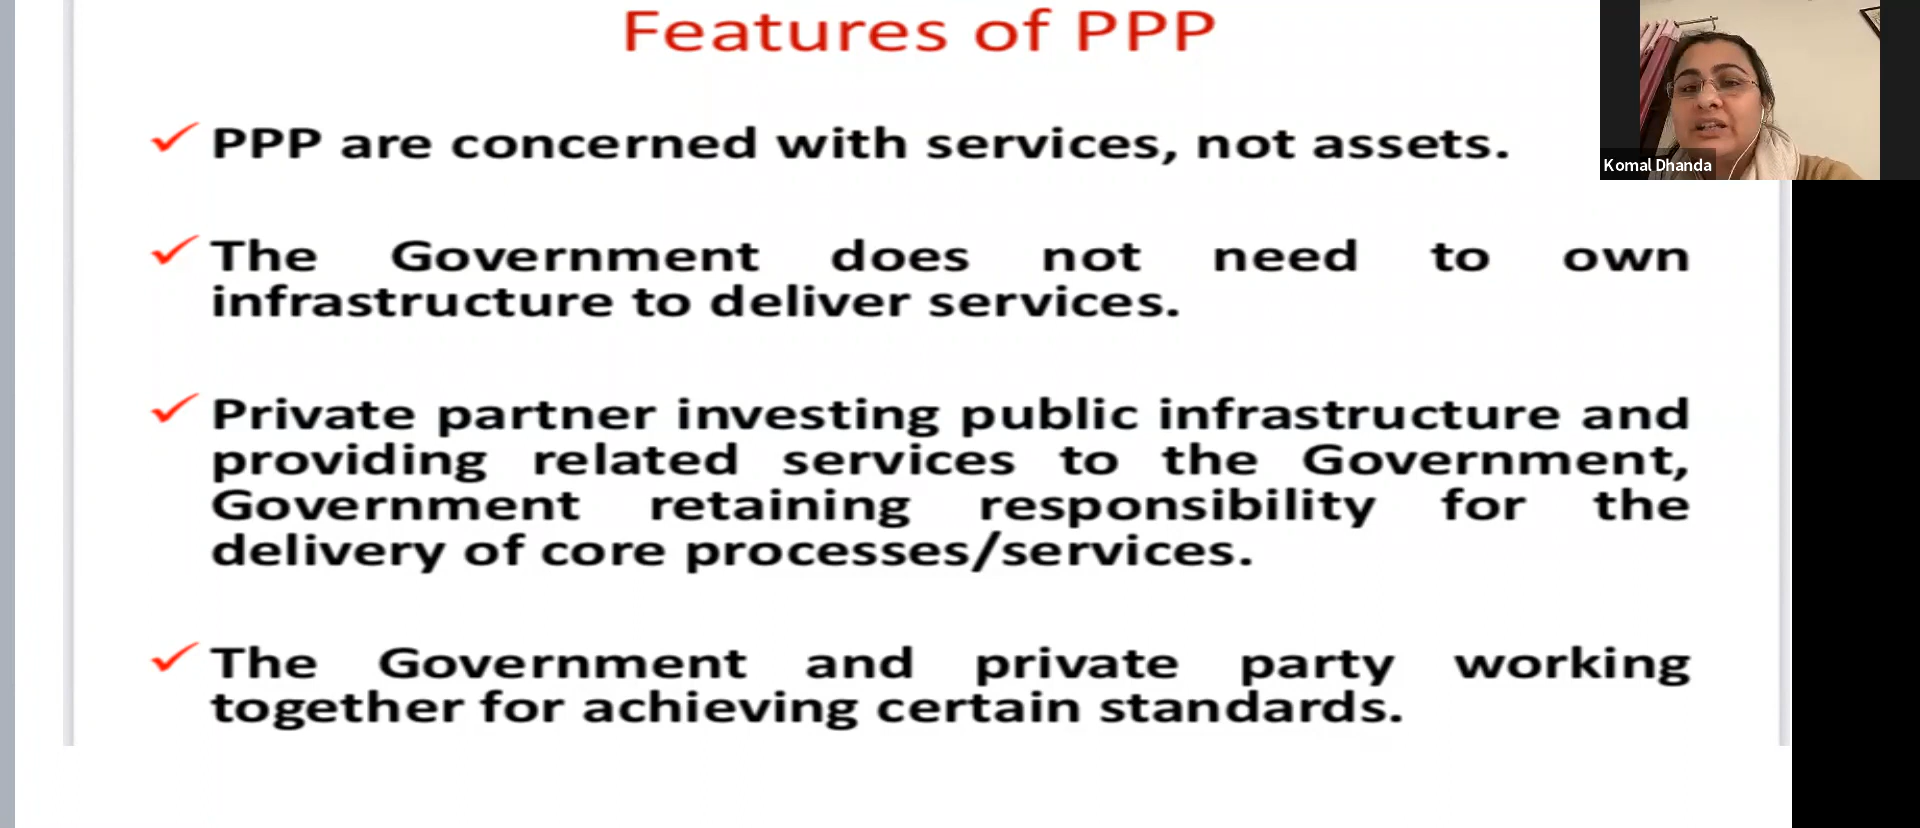 Features of PPP
PPP are concerned with services, not assets.
The Government does not need to own
infrastructure to deliver services.
Private partner investing public infrastructure and
providing related services to the Government,
Government retaining responsibility for the
delivery of core processes/services.
The Government and private party working
together for achieving certain standards.
Komal Dhanda